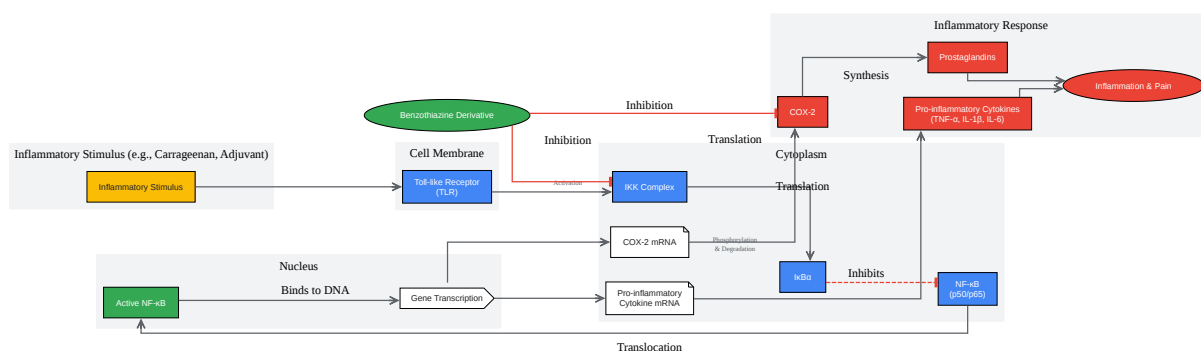 Inflammatory Response
Prostaglandins
Synthesis
Inflammation & Pain
Inhibition
COX-2
Pro-inflammatory Cokines
(TNF-α, IL-1β, IL-6)
Benzothiazine Derivative
Inhibition
Translation
Inflammatory Stimulus (e.g., Carrageenan, Adjuvant)
Cell Membrane
Cytoplasm
Inflammatory Stimulus
Toll-like Receptor
(TLR)
Activation
IKK Complex
Translation
COX-2 mRNA
Phosphorylation
& Degradation
Nucleus
IκBα
Inhibits
NF-κB
(p50/p65)
Active NF-κB
Binds to DNA
Gene Transcription
Pro-inflammatory
Cytokine mRNA
Translocation